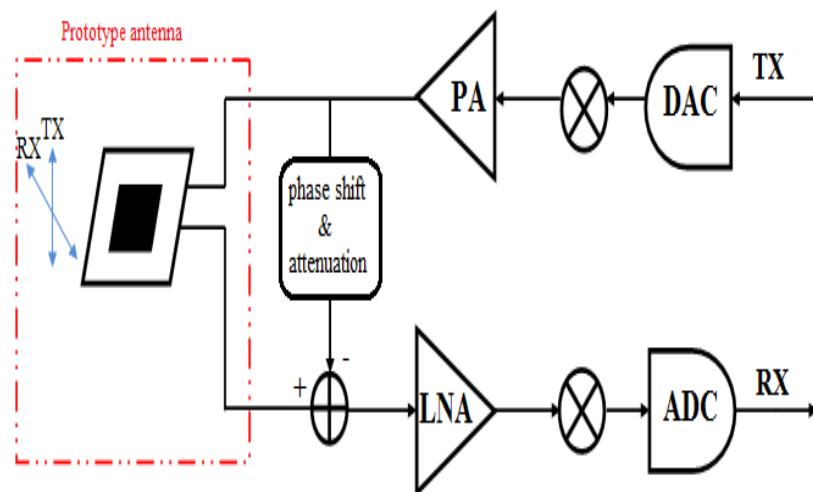 Prototype antenna
TX
RX
PA
DAC
TX
phase shift
&
attenuation
-
+
LNA
ADC
RX